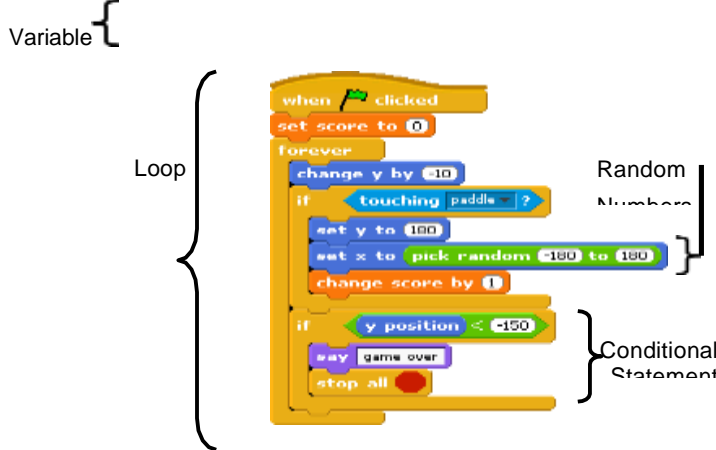 Variable
when clicked
set score to 0
forever
Loop
change y by -10
Random
Numbers
if touching paddle ?
set y to 180
set x to pick random -180 to 180
change score by 1
if y position < -150
Conditional
Statement
say game over
stop all